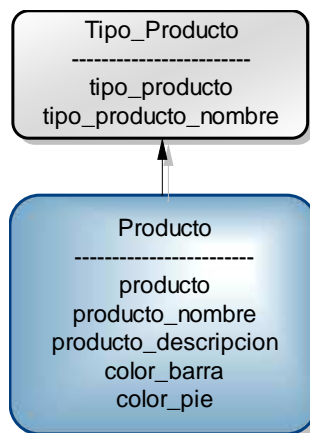 Tipo_Producto
------------------------
tipo_producto
tipo_producto_nombre
Producto
------------------------
producto
producto_nombre
producto_descripcion
color_barra
color_pie